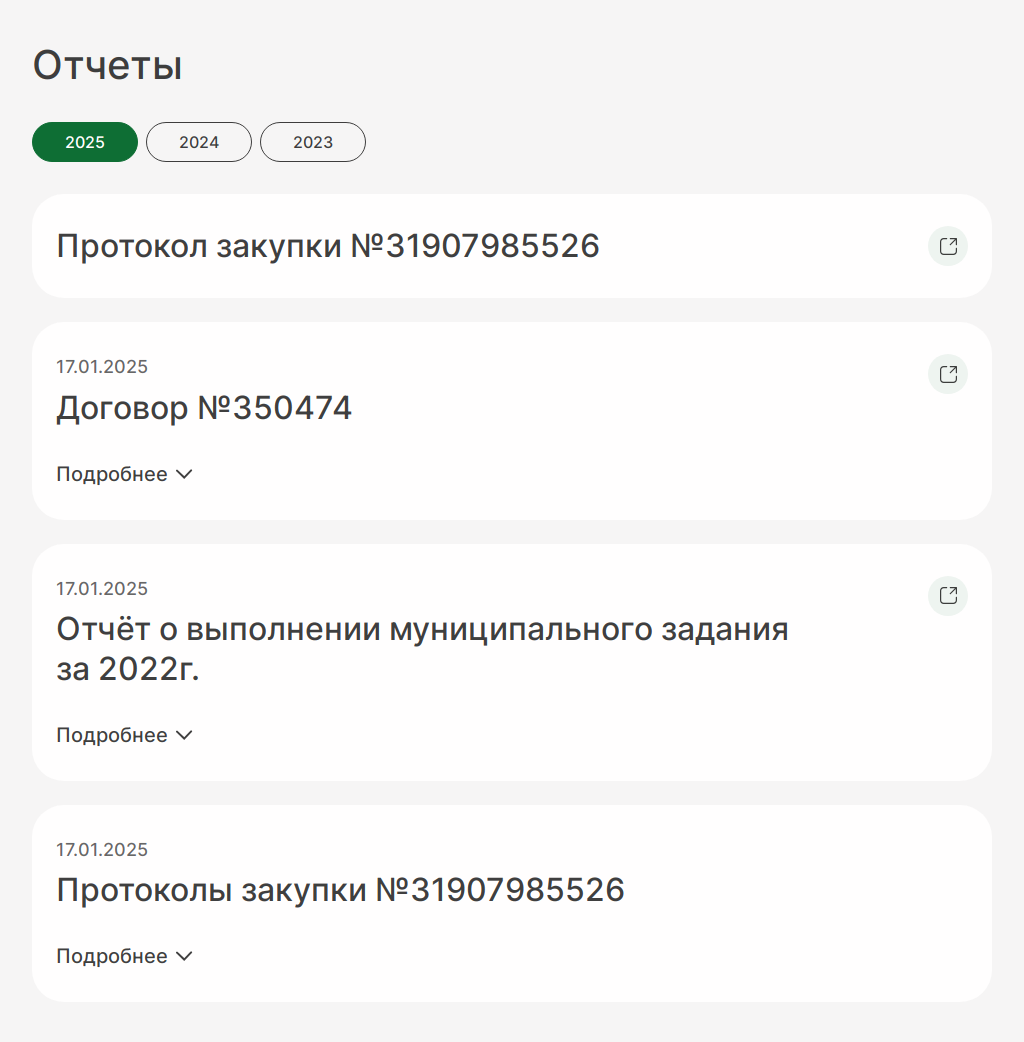 Отчеты
2025 2024 2023
Протокол закупки №31907985526
17.01.2025
Договор №350474
Подробнее
17.01.2025
Отчёт о выполнении муниципального задания
за 2022г.
Подробнее
17.01.2025
Протоколы закупки №31907985526
Подробнее